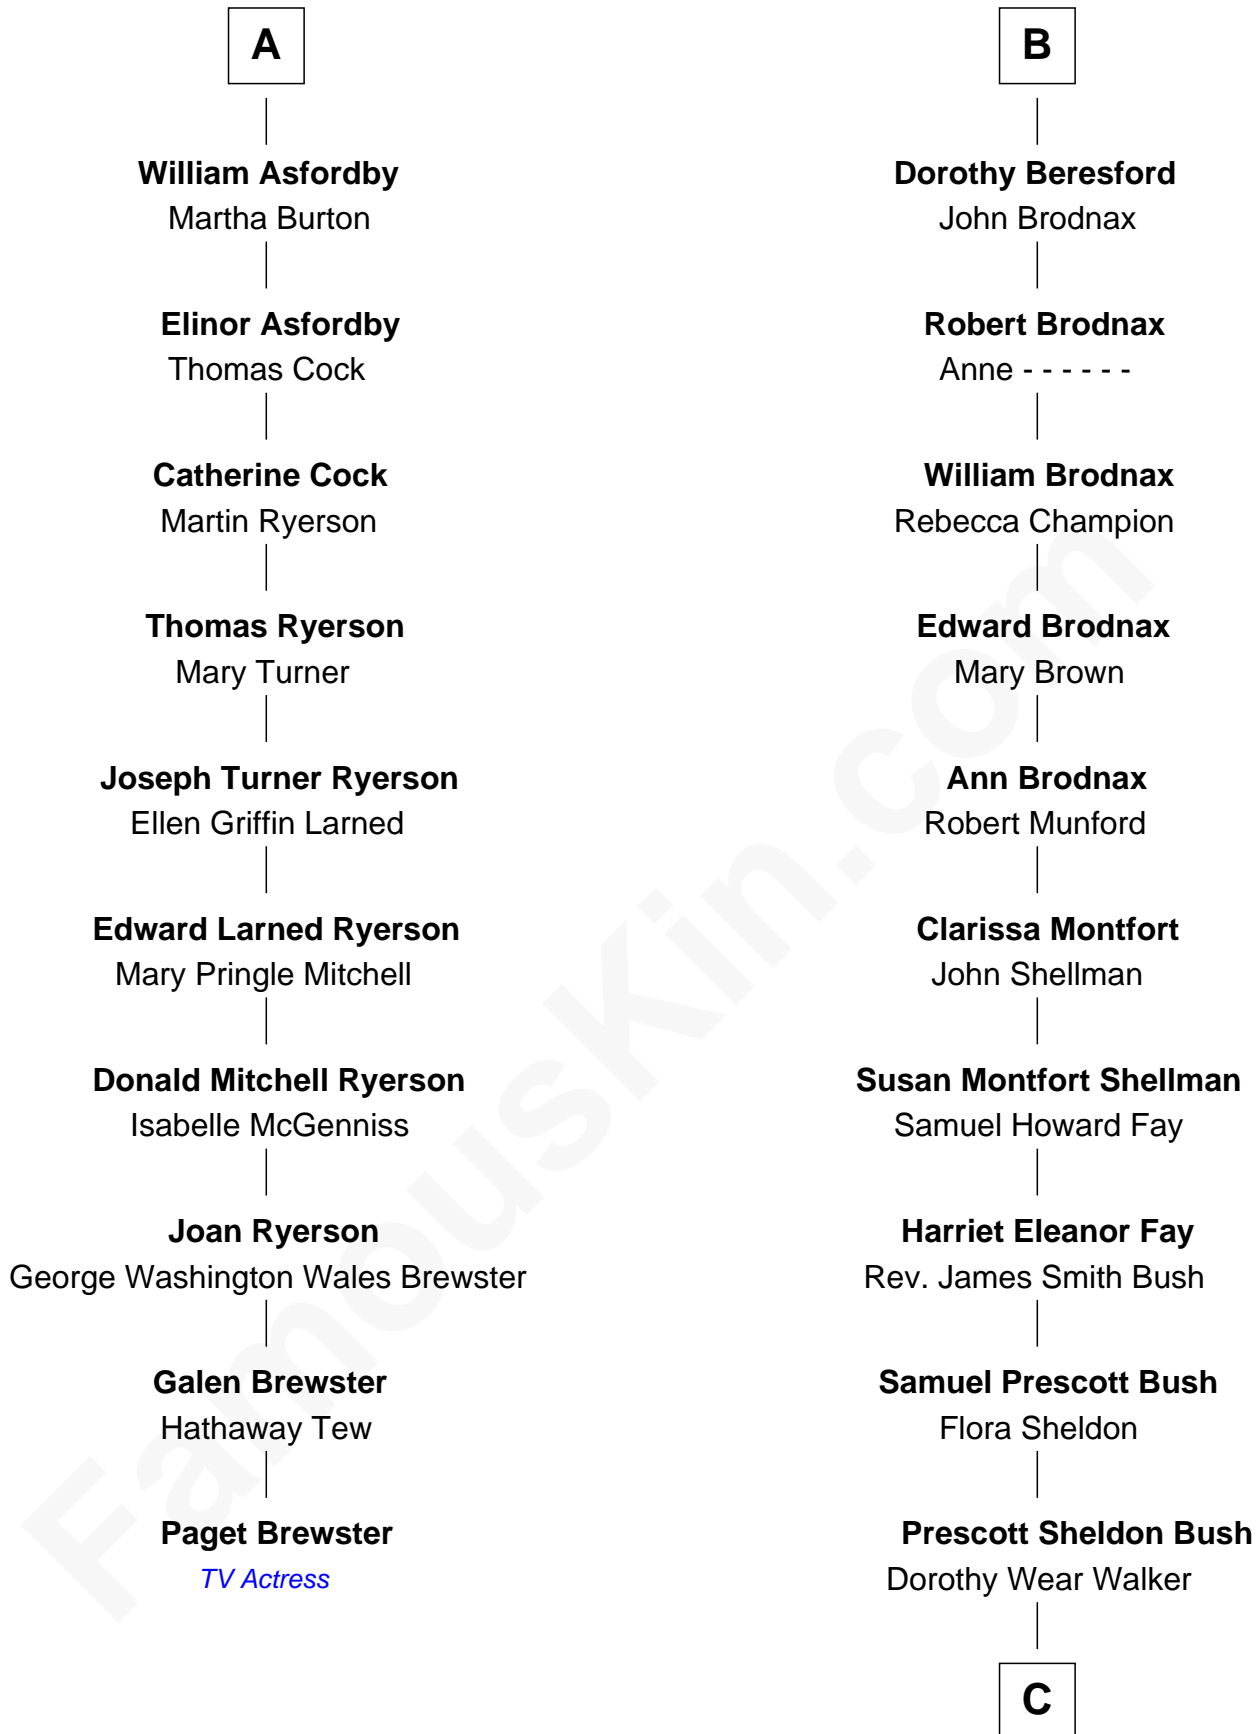 A
William Asfordby
Martha Burton
Elinor Asfordby
Thomas Cock
Catherine Cock
Martin Ryerson
Thomas Ryerson
Mary Turner
Joseph Turner Ryerson
Ellen Griffin Larned
Edward Larned Ryerson
Mary Pringle Mitchell
Donald Mitchell Ryerson
Isabelle McGenniss
Joan Ryerson
George Washington Wales Brewster
Galen Brewster
Hathaway Tew
Paget Brewster
TV Actress
B
Dorothy Beresford
John Brodnax
Robert Brodnax
Anne - - - - - -
William Brodnax
Rebecca Champion
Edward Brodnax
Mary Brown
Ann Brodnax
Robert Munford
Clarissa Montfort
John Shellman
Susan Montfort Shellman
Samuel Howard Fay
Harriet Eleanor Fay
Rev. James Smith Bush
Samuel Prescott Bush
Flora Sheldon
Prescott Sheldon Bush
Dorothy Wear Walker
C
FamousKin.com